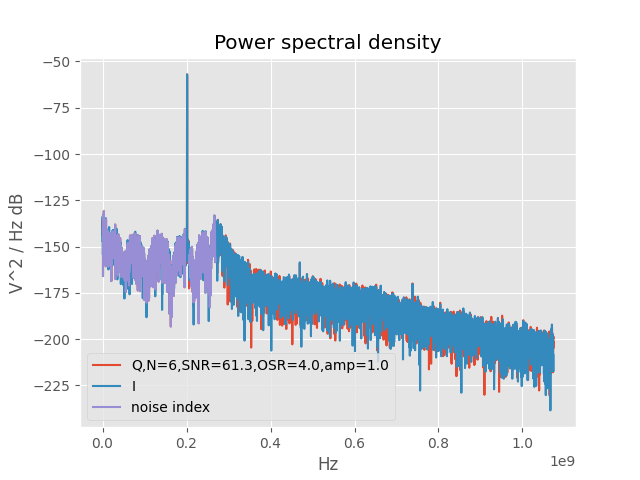 Power spectral density
V^2 / Hz dB
−50
−75
−100
−125
−150
−175
−200
−225
Q,N=6,SNR=61.3,OSR=4.0,amp=1.0
I
noise index
0.0 0.2 0.4 0.6 0.8 1.0
1e9
Hz